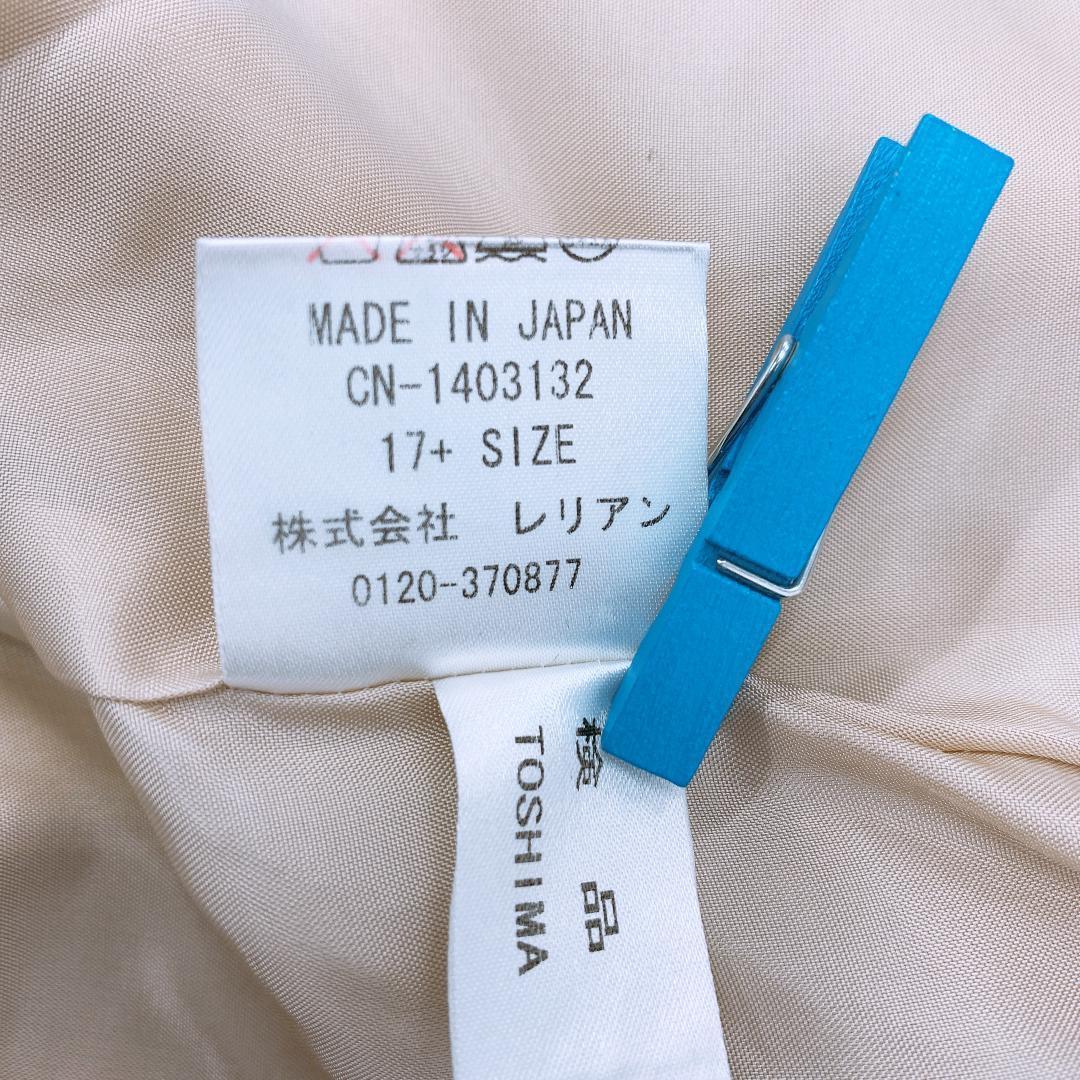 MADE IN JAPAN
CN-1403132
17+ SIZE
株式会社 レリアン
0120-370877
検 品
TOSHIMA